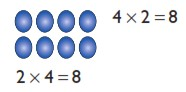 4 × 2 = 8
2 × 4 = 8